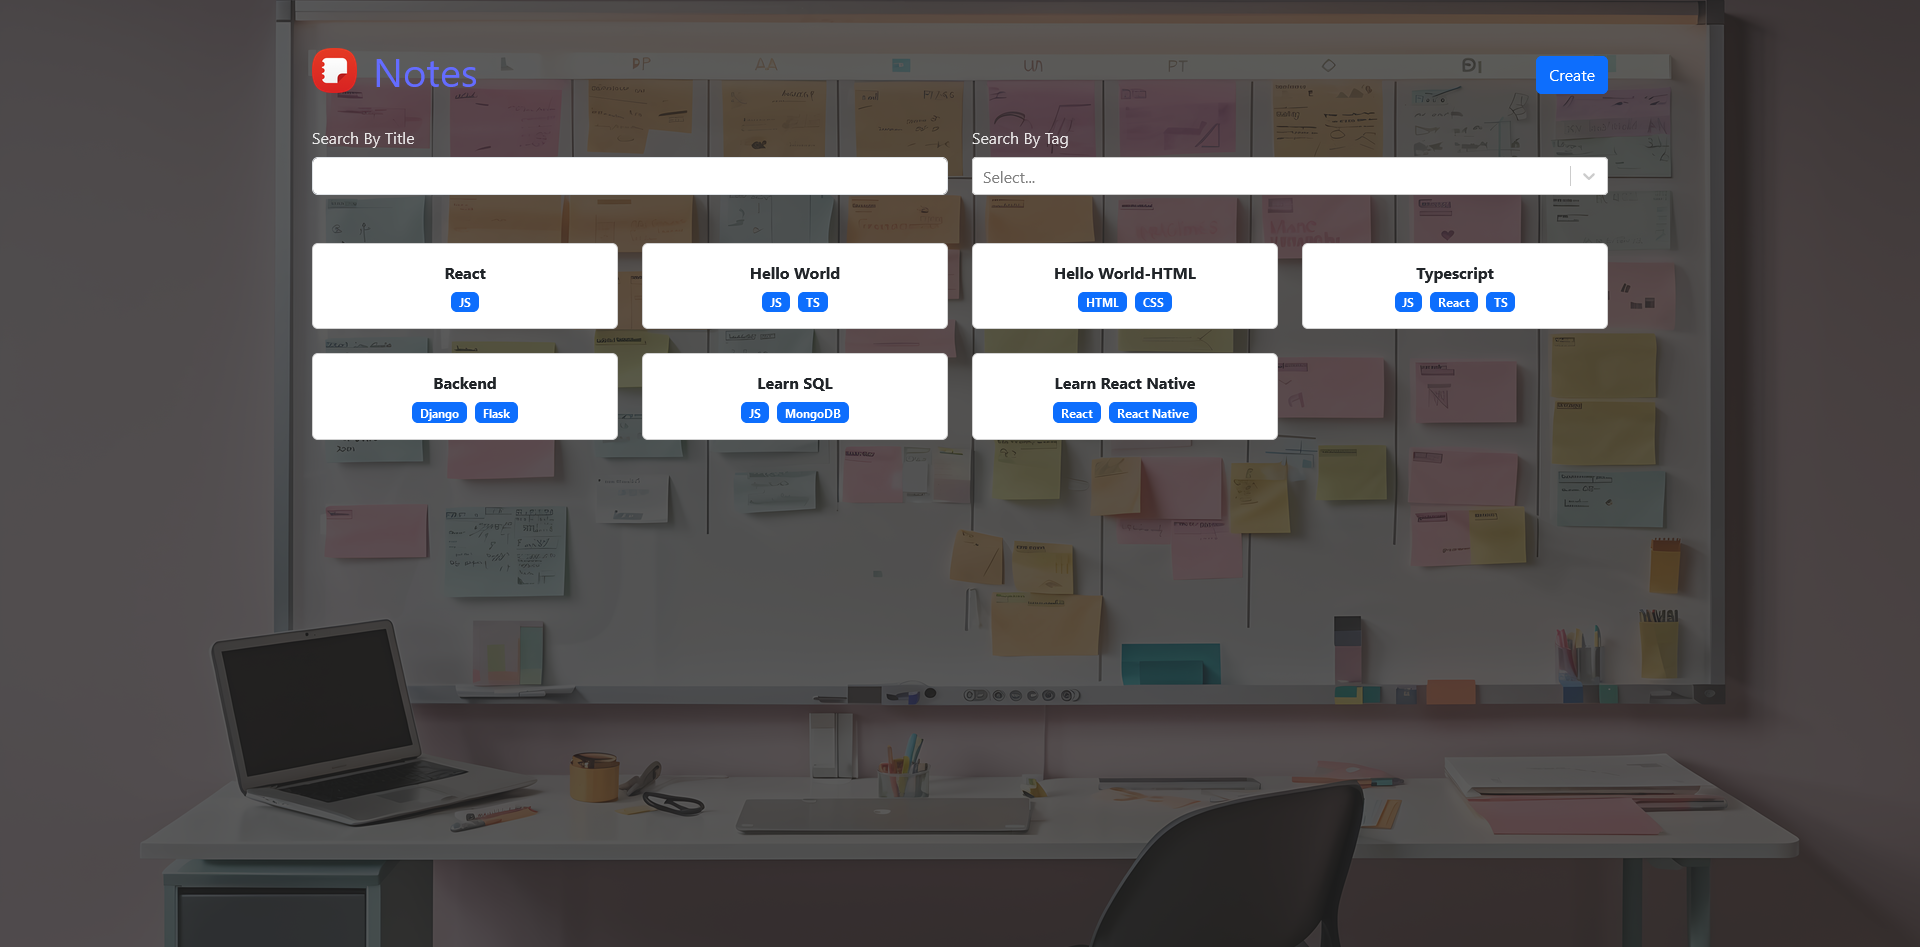 Notes
Create
Search By Title
Search By Tag
Select...
React
JS
Hello World
JS TS
Hello World-HTML
HTML CSS
Typescript
JS React TS
Backend
Django Flask
Learn SQL
JS MongoDB
Learn React Native
React React Native